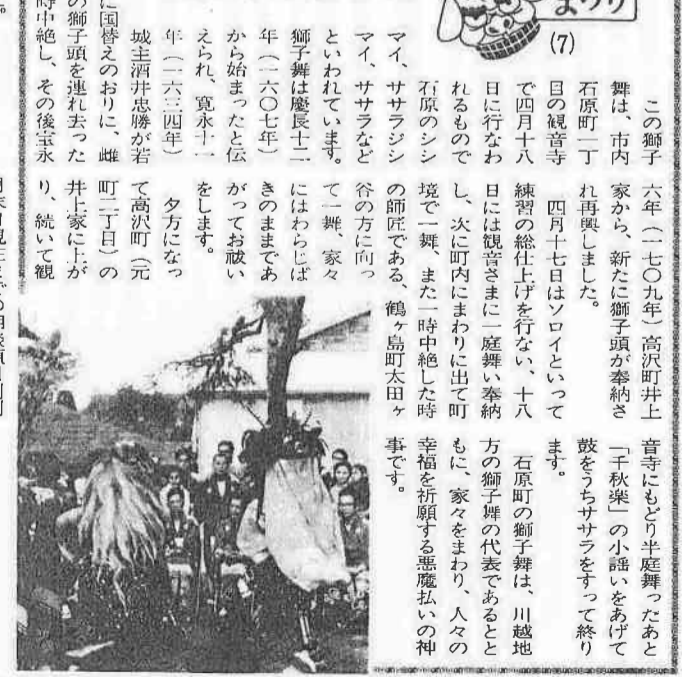 まつり
(7)
この獅子
舞は、市内
石原町一丁
目の観音寺
で四月十八
日に行なわ
れるもので
石原のシシ
マイ、ササラジシ
マイ、ササラなど
といわれています。
獅子舞は慶長十二
年(一六〇七年)
から始まったと伝
えられ、寛永十一
年(一六三四年)
城主酒井忠勝が若
に国替えのおりに、雌
の獅子頭を連れ去った
時中絶し、その後宝永
六年(一七〇九年)高沢町井上
家から、新たに獅子頭が奉納さ
れ再興しました。
四月十七日はソロイといって
練習の総仕上げを行ない、十八
日には観音さまに一庭舞い奉納
し、次に町内にまわりに出て町
境で一舞、また一時中絶した時
の師匠である、鶴ヶ島町太田ヶ
谷の方に向っ
て一舞、家々
にはわらじば
きのままであ
がってお祓い
をします。
夕方になっ
て高沢町(元
町二丁目)の
井上家に上が
り、続いて観
音寺にもどり半庭舞ったあと
「千秋楽」の小謡いをあげて
鼓をうちササラをすって終り
ます。
石原町の獅子舞は、川越地
方の獅子舞の代表であるとと
もに、家々をまわり、人々の
幸福を祈願する悪魔払いの神
事です。